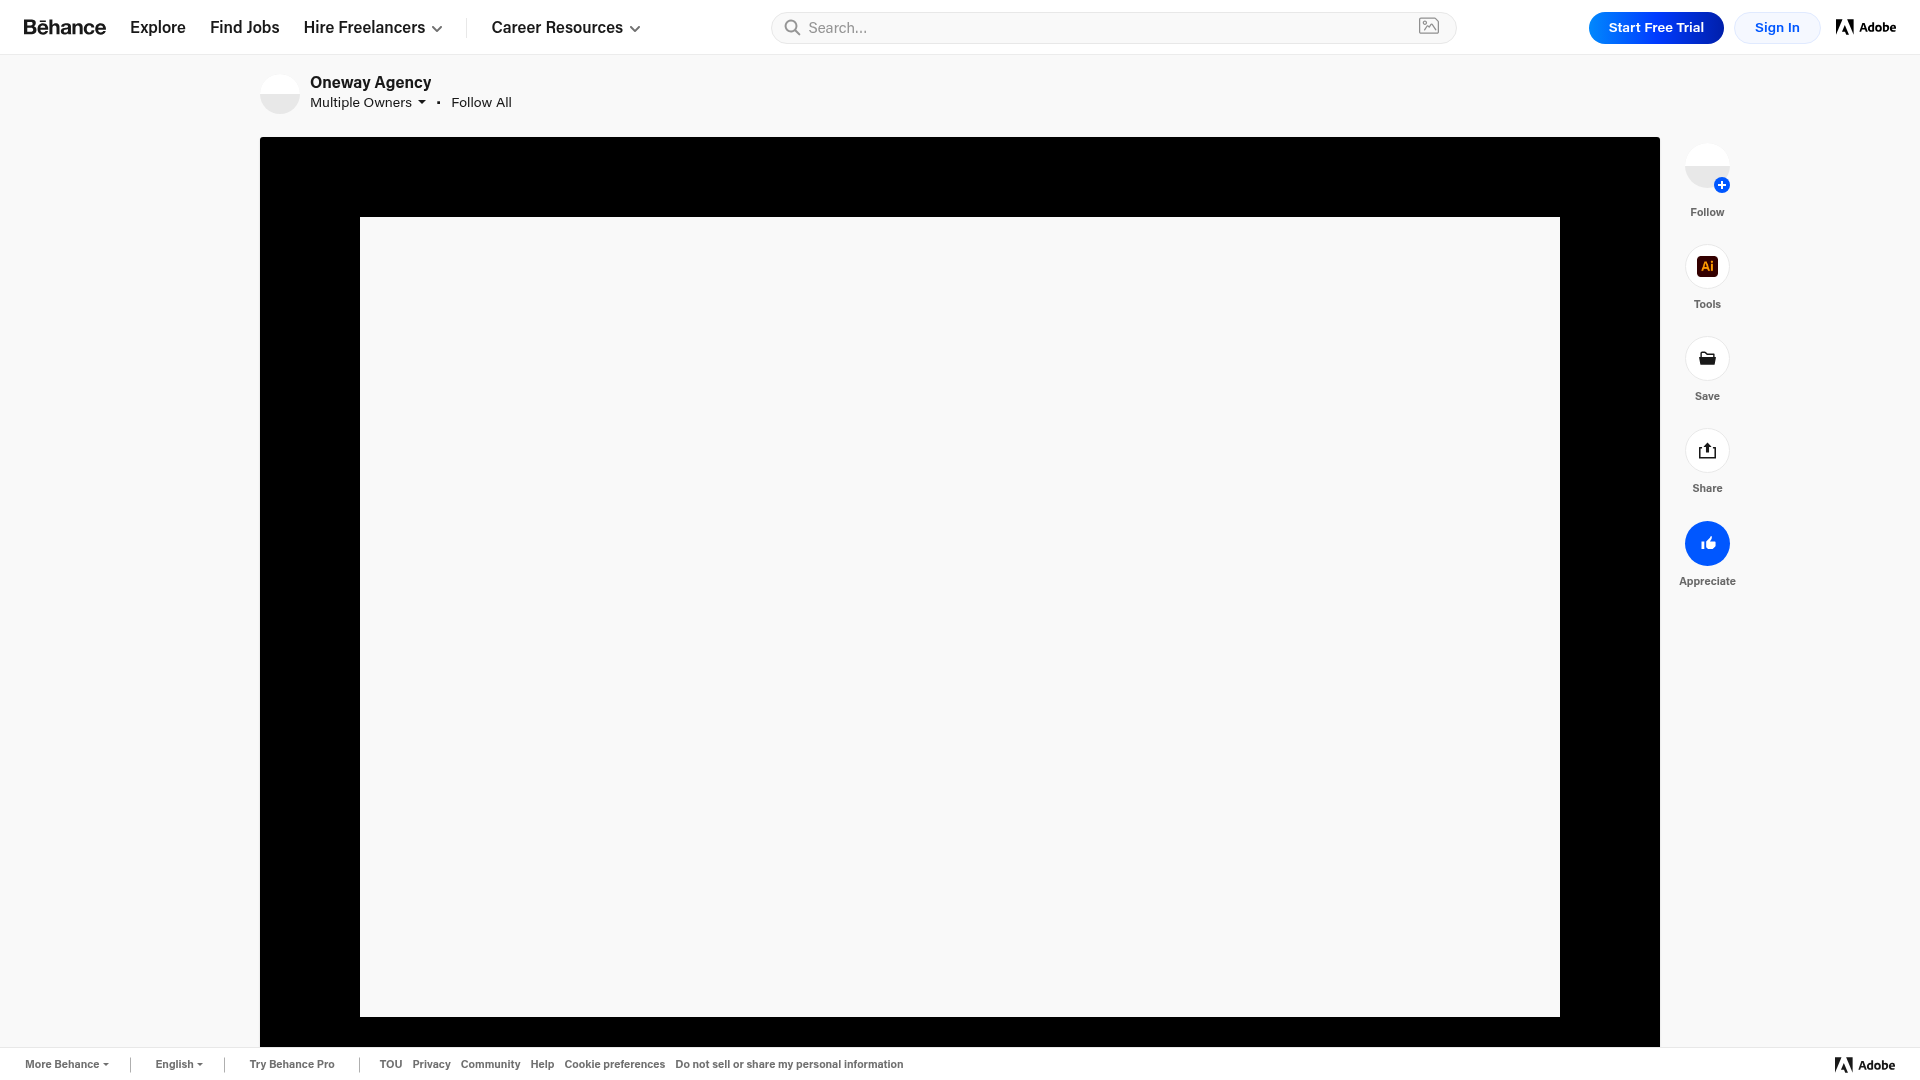 Bēhance
Explore
Find Jobs
Hire Freelancers
Career Resources
Search...
Start Free Trial
Sign In
Adobe
Oneway Agency
Multiple Owners
Follow All
Follow
Ai
Tools
Save
Share
Appreciate
More Behance
English
Try Behance Pro
TOU
Privacy
Community
Help
Cookie preferences
Do not sell or share my personal information
Adobe